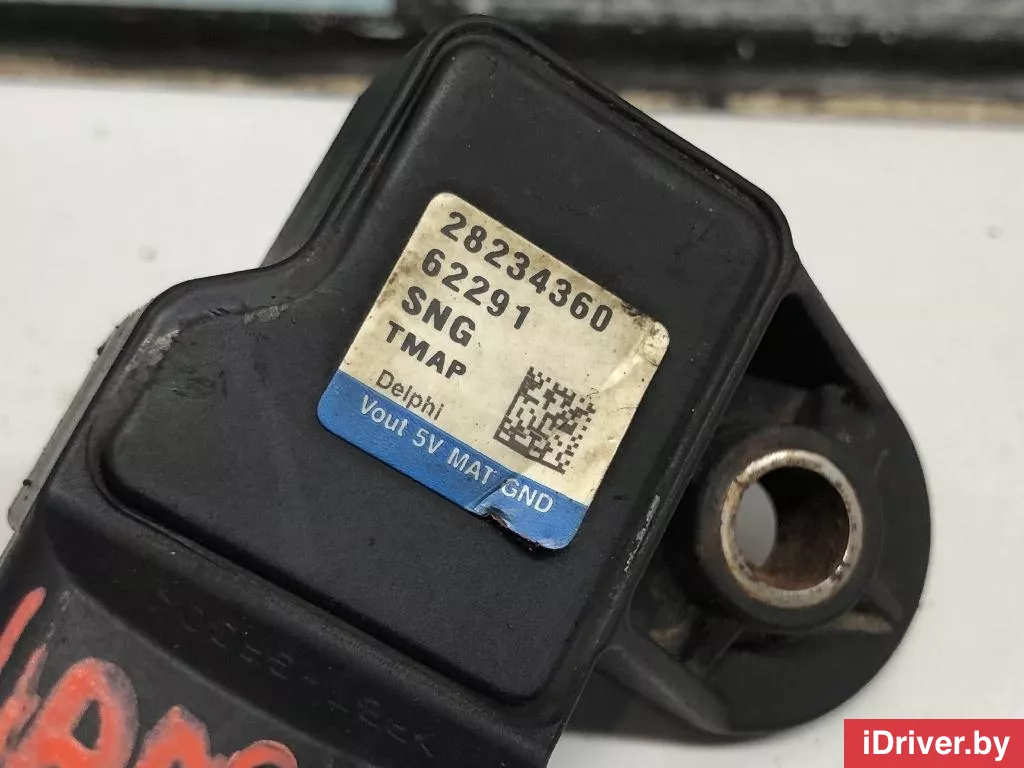 28234360
62291
SNG
TMAP
Delphi
Vout 5V MAT GND
iDriver.by